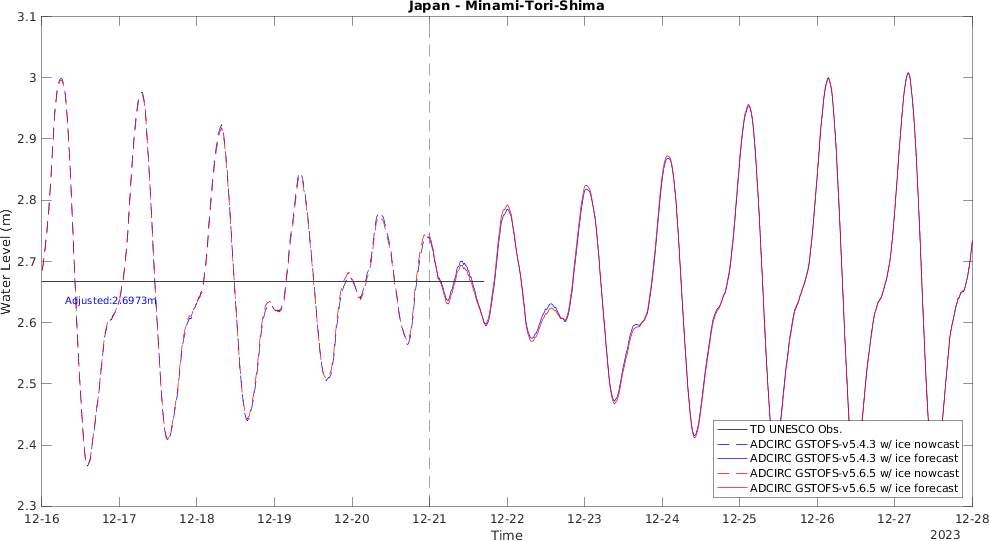 Japan - Minami-Tori-Shima
3.1
3
2.9
2.8
2.7
2.6
2.5
2.4
2.3
Water Level (m)
Adjusted:2.6973m
TD UNESCO Obs.
ADCIRC GSTOFS-v5.4.3 w/ ice nowcast
ADCIRC GSTOFS-v5.4.3 w/ ice forecast
ADCIRC GSTOFS-v5.6.5 w/ ice nowcast
ADCIRC GSTOFS-v5.6.5 w/ ice forecast
12-16 12-17 12-18 12-19 12-20 12-21 12-22 12-23 12-24 12-25 12-26 12-27 12-28
Time
2023